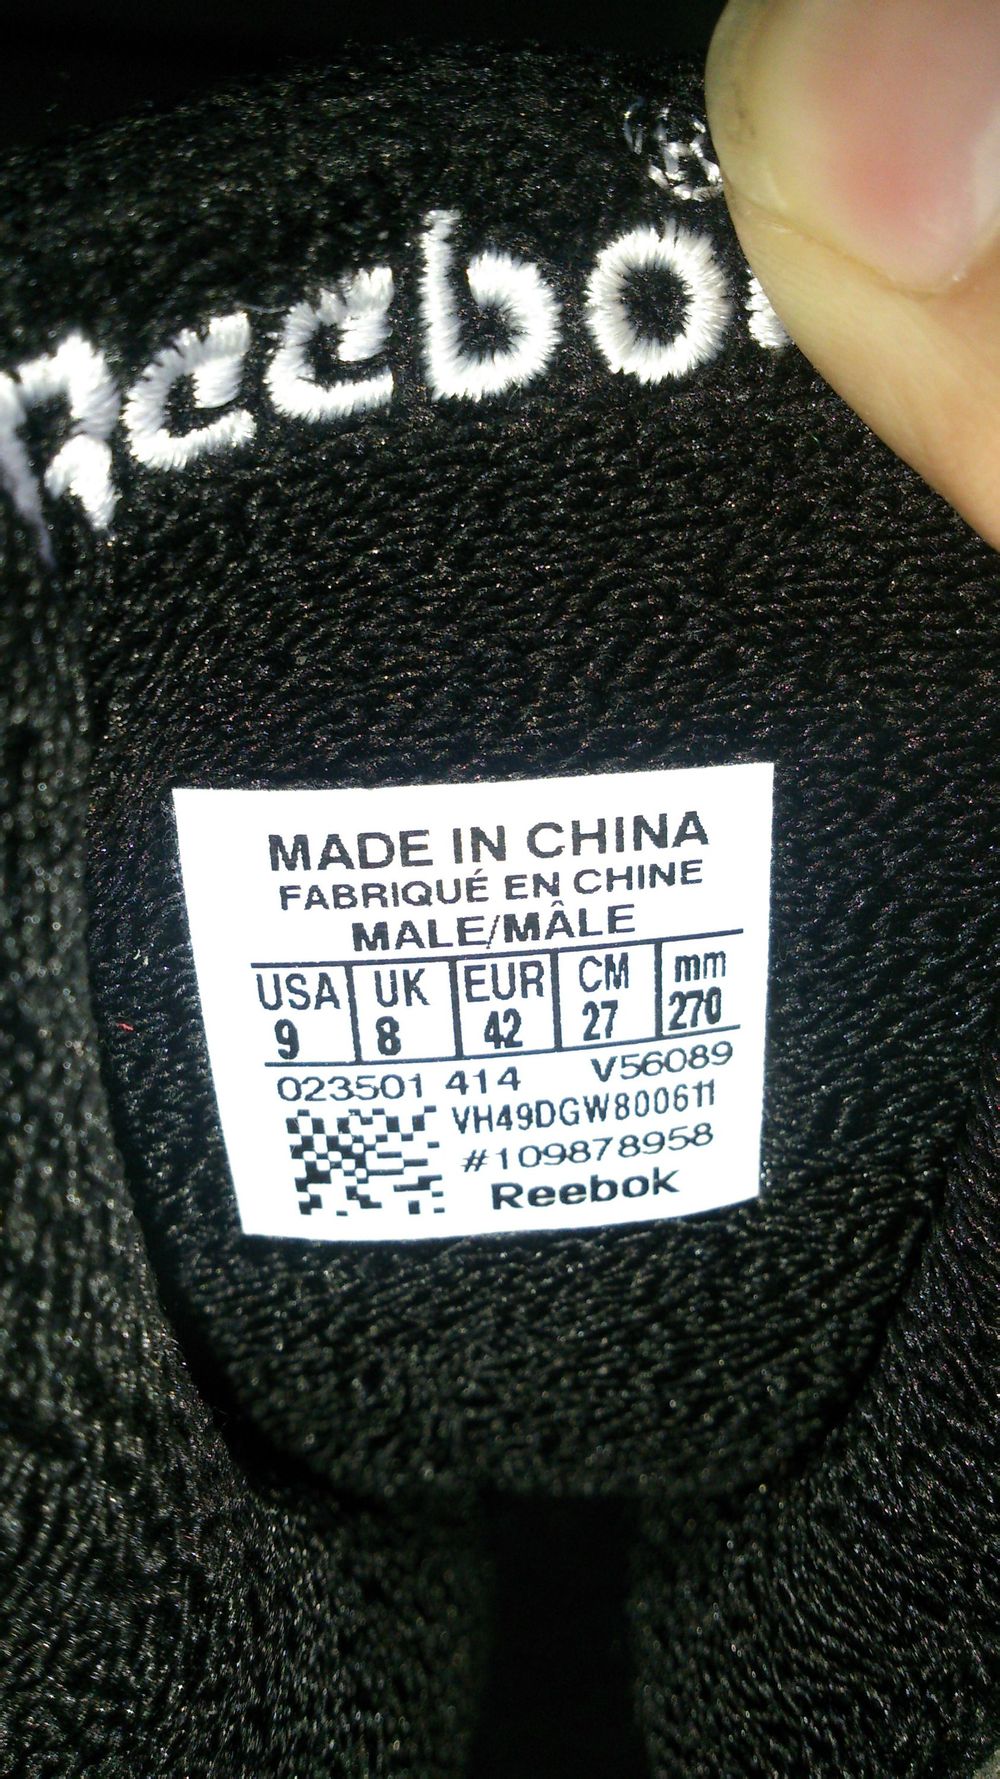 ®
Reebo
MADE IN CHINA
FABRIQUÉ EN CHINE
MALE/MÂLE
USA UK EUR CM mm
9 8 42 27 270
023501 414 V56089
VH49DGW800611
#109878958
Reebok